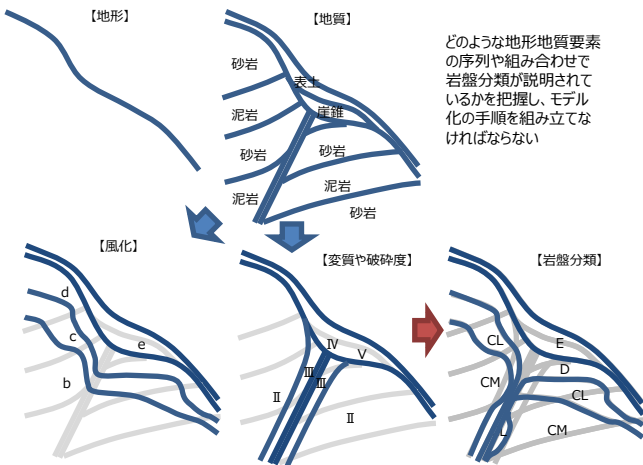 【地形】
【地質】
どのような地形地質要素
の序列や組み合わせで
岩盤分類が説明されて
いるかを把握し、モデル
化の手順を組み立てな
ければならない
砂岩
表土
泥岩
崖錐
砂岩
砂岩
泥岩
泥岩
砂岩
【風化】
【変質や破砕度】
【岩盤分類】
d
c
e
b
Ⅳ
Ⅴ
Ⅲ
Ⅲ
Ⅱ
Ⅱ
CL
E
D
CM
CL
CM